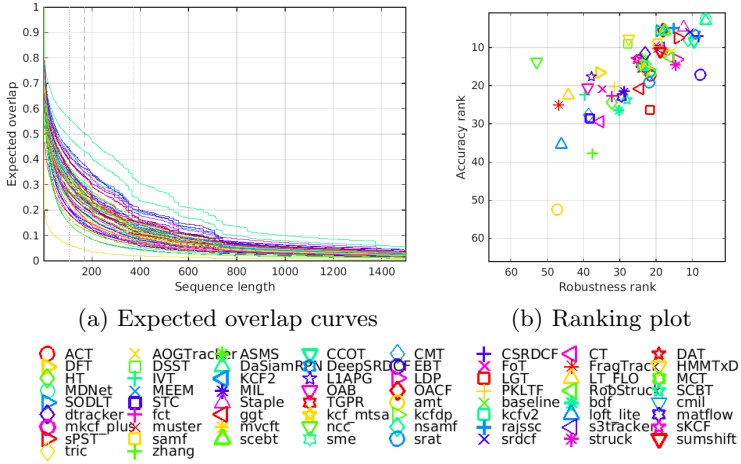 1
0.9
0.8
0.7
0.6
0.5
0.4
0.3
0.2
0.1
0
Expected overlap
200 400 600 800 1000 1200 1400
Sequence length
10
20
30
40
50
60
Accuracy rank
60 50 40 30 20 10
Robustness rank
(a) Expected overlap curves (b) Ranking plot
ACT AOGTracker ASMS CCOT CMT CSRDCF CT DAT
DFT DSST DaSiamRPN DeepSRDCF EBT FoT FragTrack HMMTxD
HT IVT KCF2 L1APG LDP LGT LT_FLO MCT
MDNet MEEM MIL OAB OACF PKLTF RobStruck SCBT
SODLT STC Staple TGPR amt baseline bdf cmil
dtracker fct ggt kcf_mtsa kcfdp kcfv2 loft_lite matflow
mkcf_plus muster mvcft ncc nsamf rajssc s3tracker sKCF
sPST samf scebt sme srat srdcf struck sumshift
tric zhang